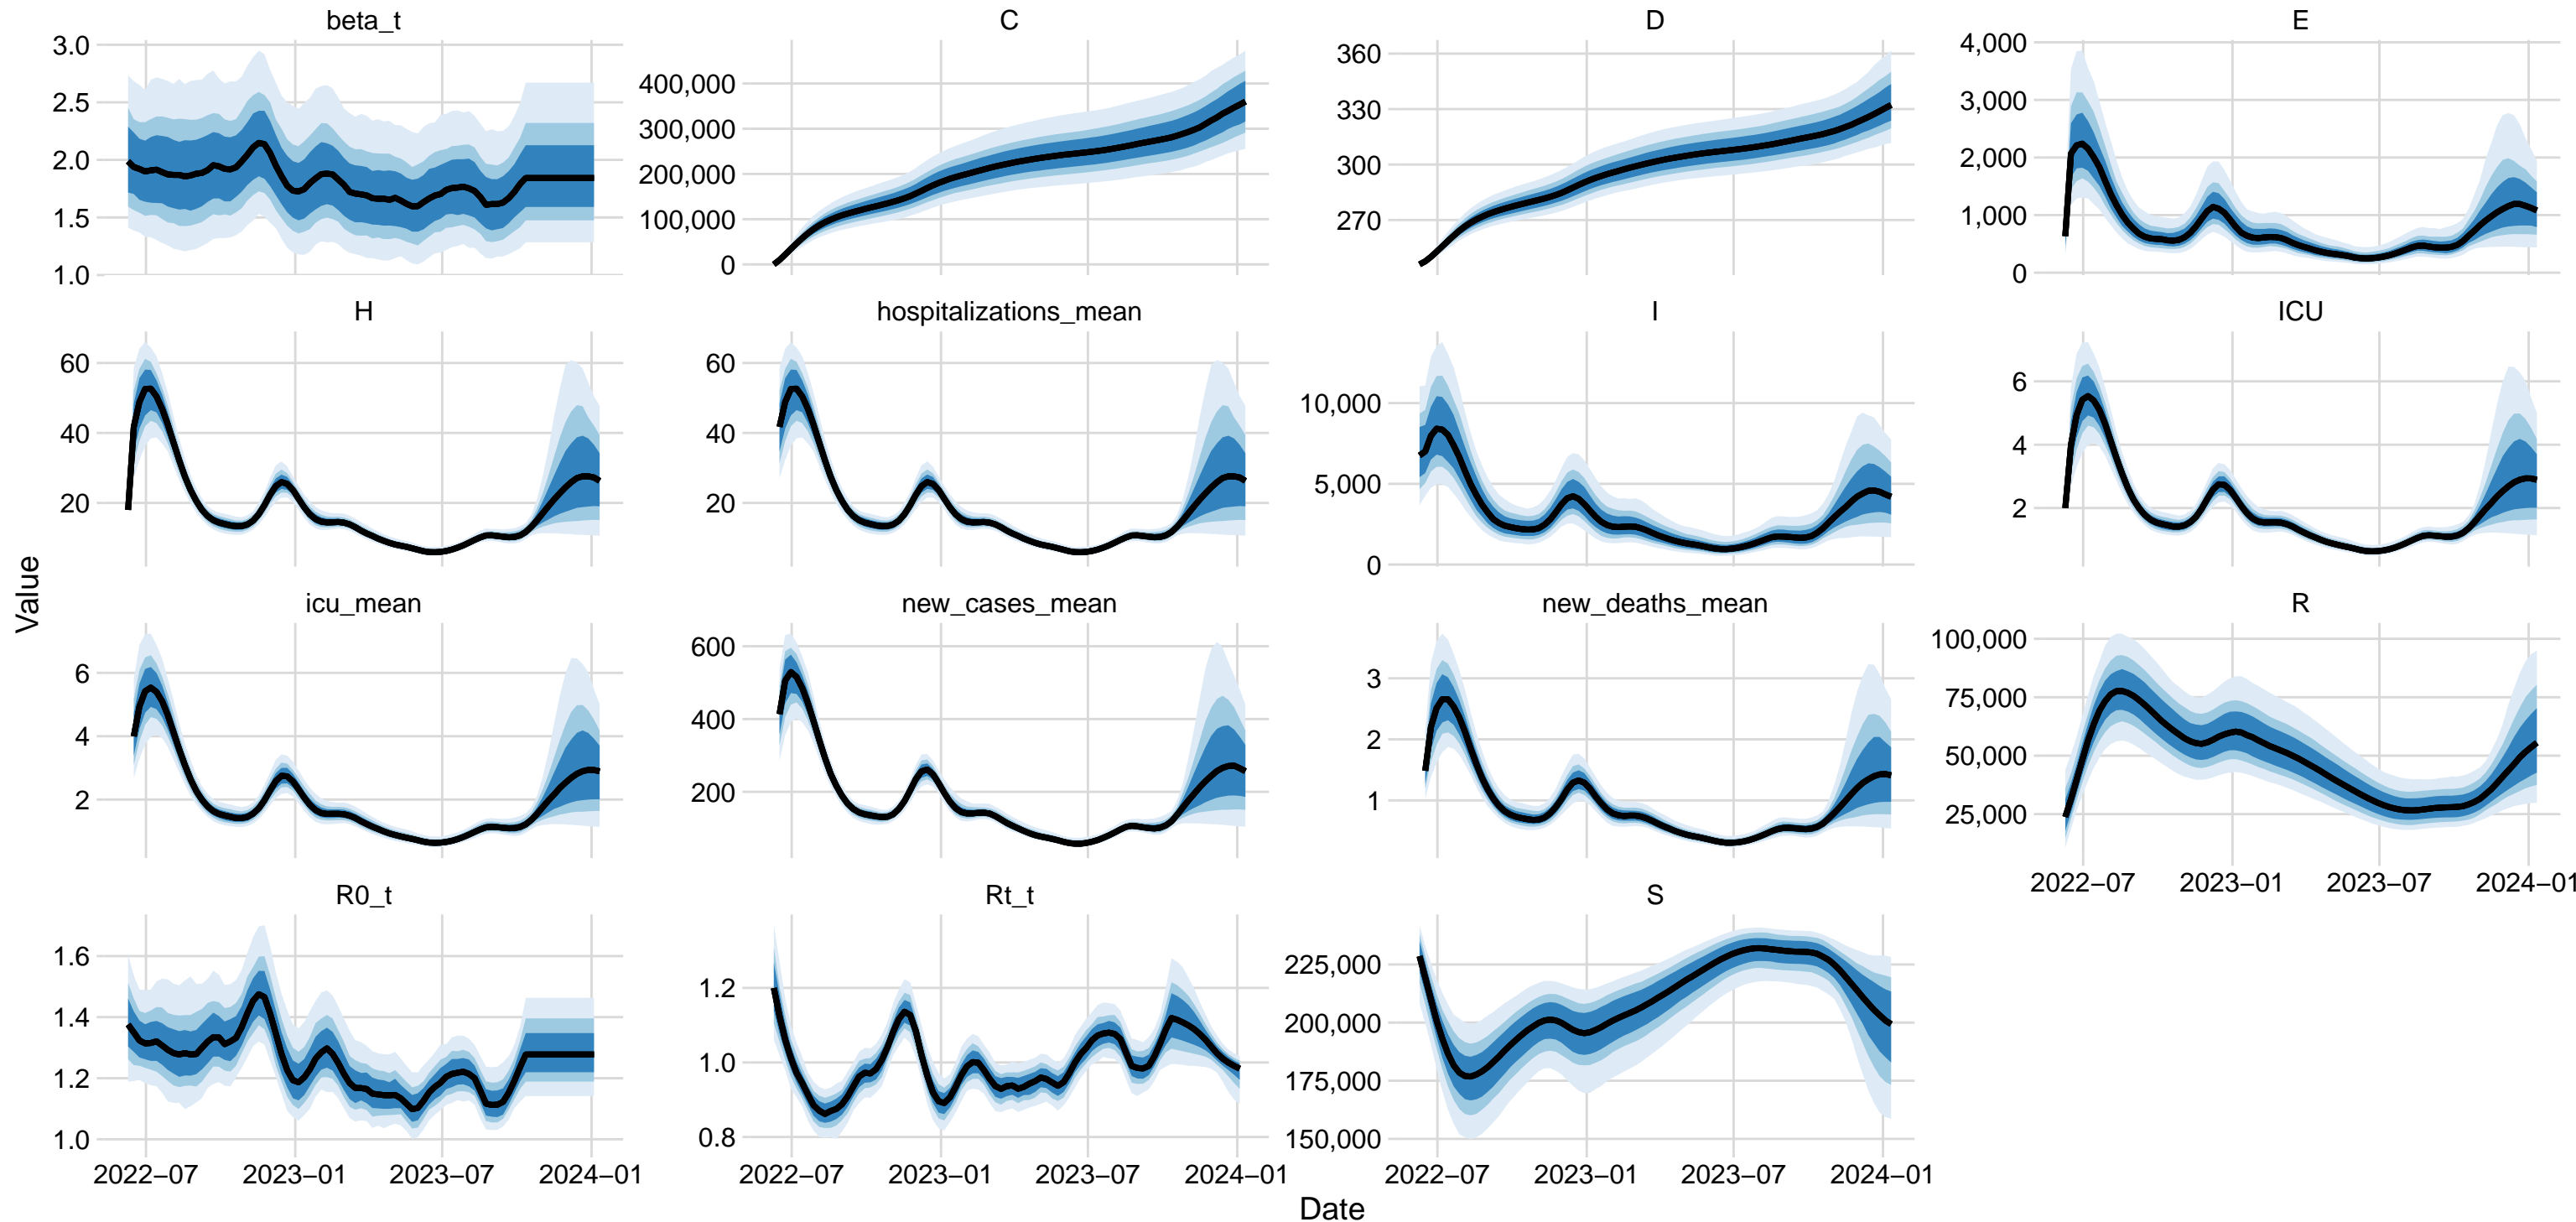 beta_t C D E
3.0 2.5 2.0 1.5 1.0
400,000 300,000 200,000 100,000 0
360 330 300 270
4,000 3,000 2,000 1,000 0
H hospitalizations_mean I ICU
60 40 20
60 40 20
10,000 5,000 0
6 4 2
Value
icu_mean new_cases_mean new_deaths_mean R
6 4 2
600 400 200
3 2 1
100,000 75,000 50,000 25,000
2022−07 2023−01 2023−07 2024−01
R0_t Rt_t S
1.6 1.4 1.2 1.0
1.2 1.0 0.8
225,000 200,000 175,000 150,000
2022−07 2023−01 2023−07 2024−01 2022−07 2023−01 2023−07 2024−01 2022−07 2023−01 2023−07 2024−01
Date